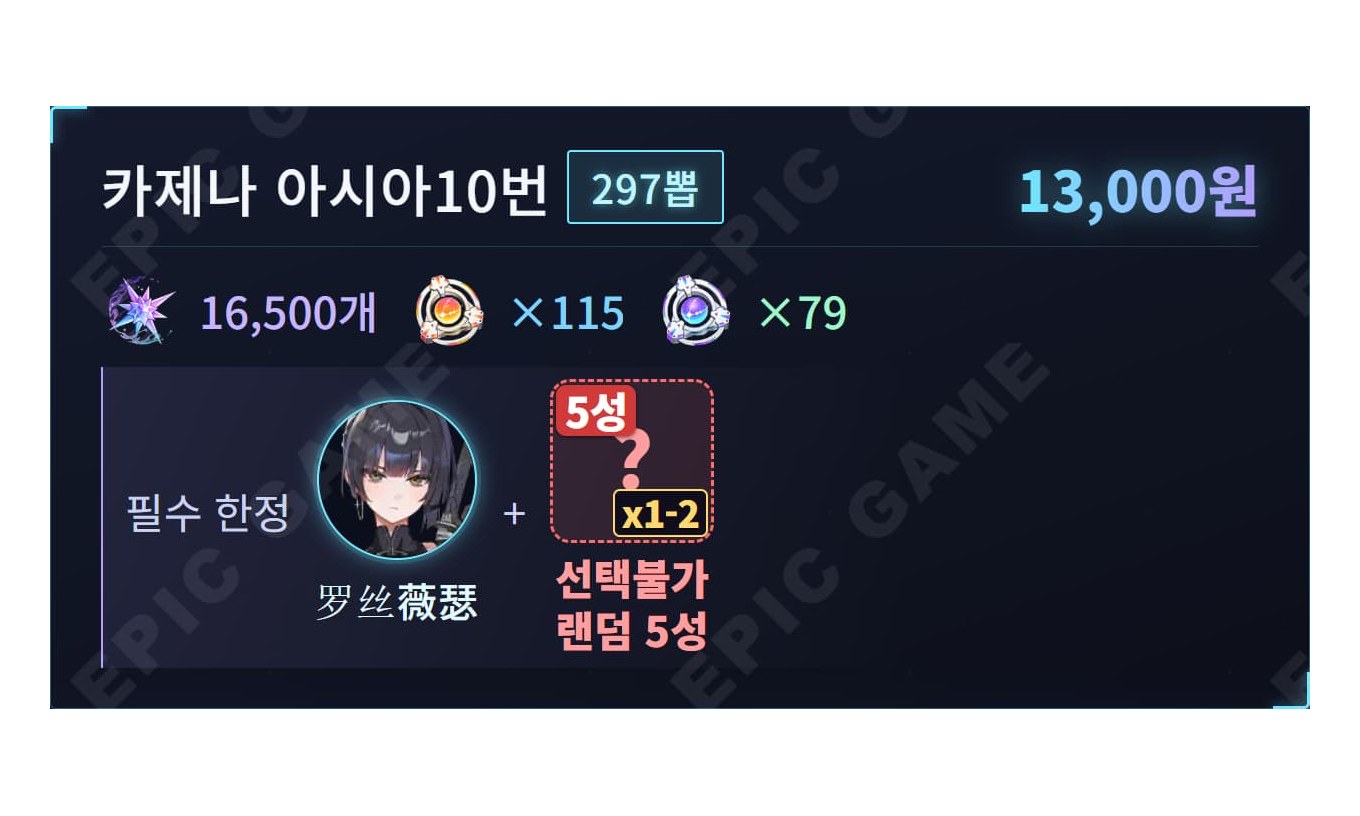 카제나 아시아10번 297뽑 13,000원
16,500개 ×115 ×79
5성
?
x1-2
필수 한정 +
罗丝薇瑟
선택불가
랜덤 5성
EPIC GAME